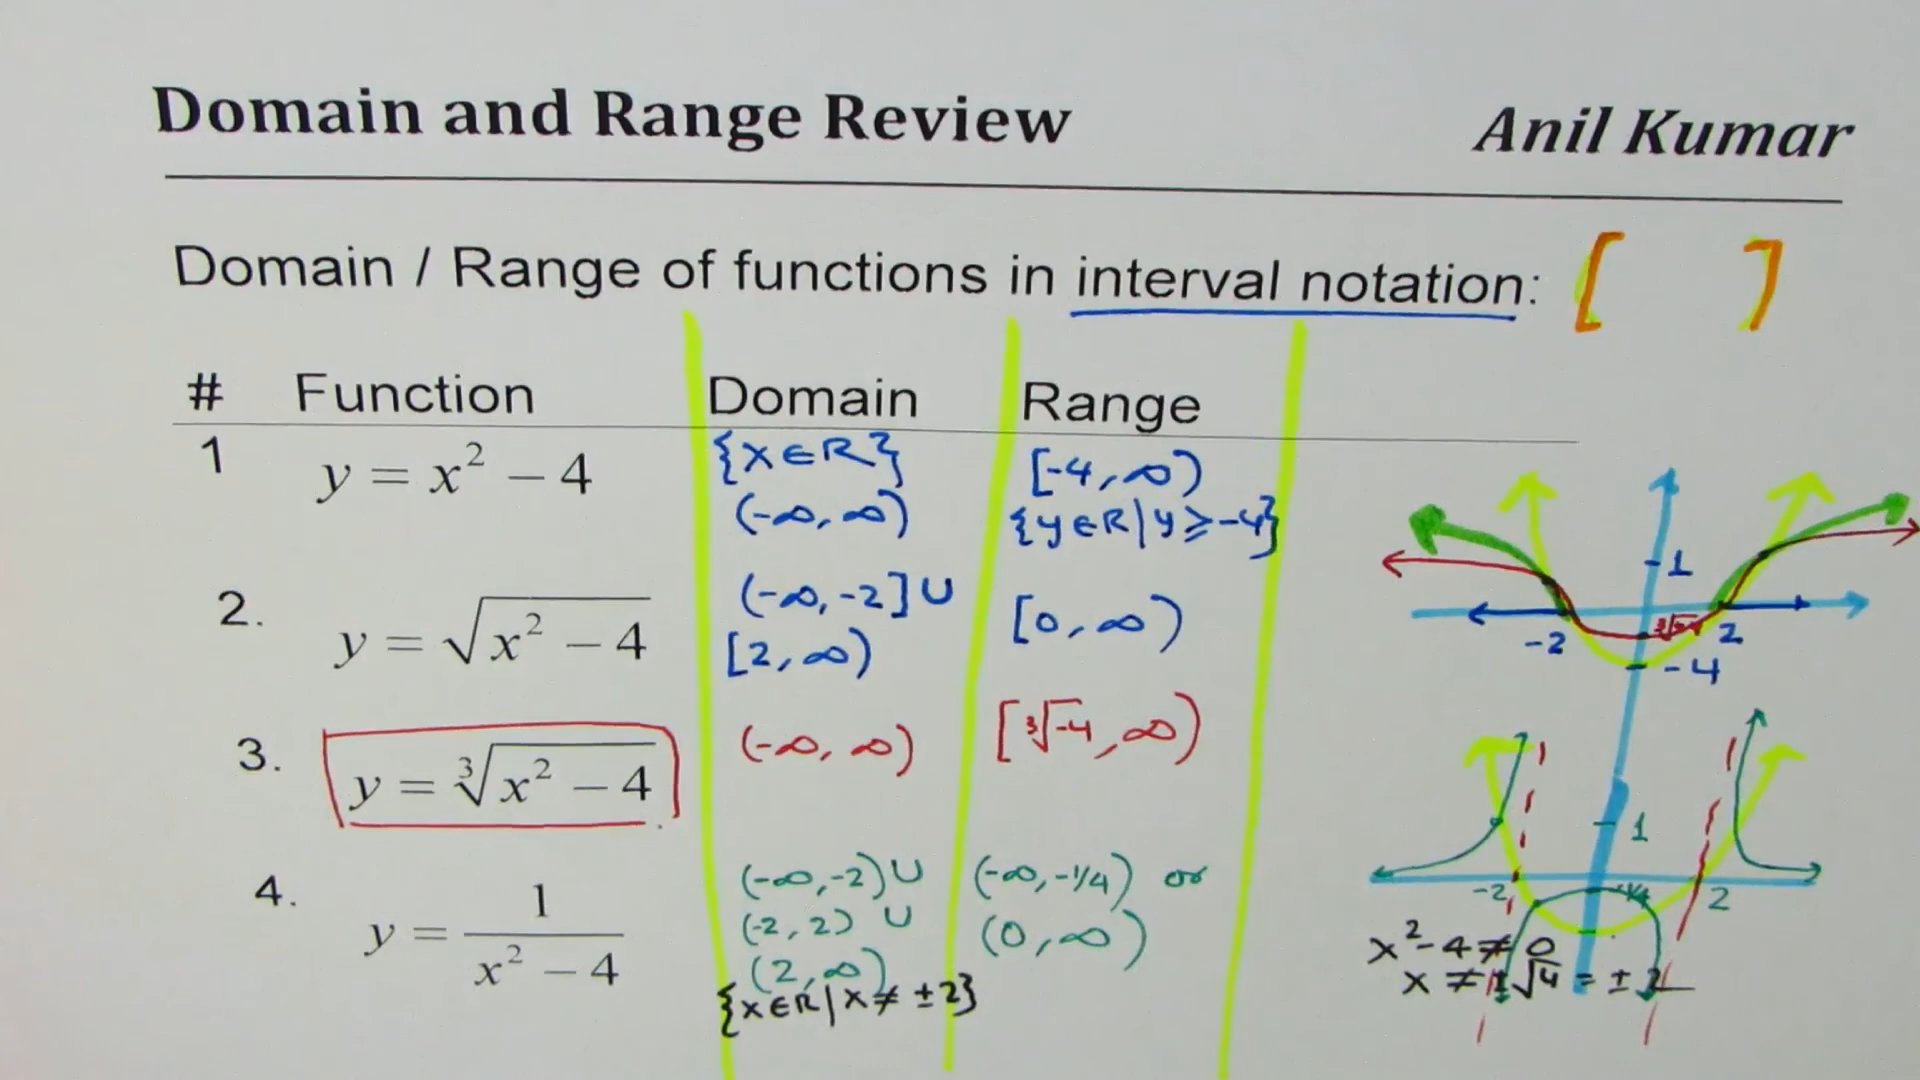 Domain and Range Review
Anil Kumar
Domain / Range of functions in interval notation: [ ]
# Function Domain Range
1 y = x² – 4 {x∈R} [-4, ∞)
(-∞, ∞) {y∈R | y ≥ -4}
2. y = √(x² – 4) (-∞, -2] ∪ [0, ∞)
[2, ∞)
3. y = ∛(x² – 4) (-∞, ∞) [∛-4, ∞)
4. y = 1/(x² – 4) (-∞, -2) ∪ (-∞, -1/4) or
(-2, 2) ∪ (0, ∞)
(2, ∞)
{x∈R | x ≠ ±2}
1
-2 2
-4
1
-2 -1/4 2
x² - 4 ≠ 0
x ≠ ±√4 = ± 2